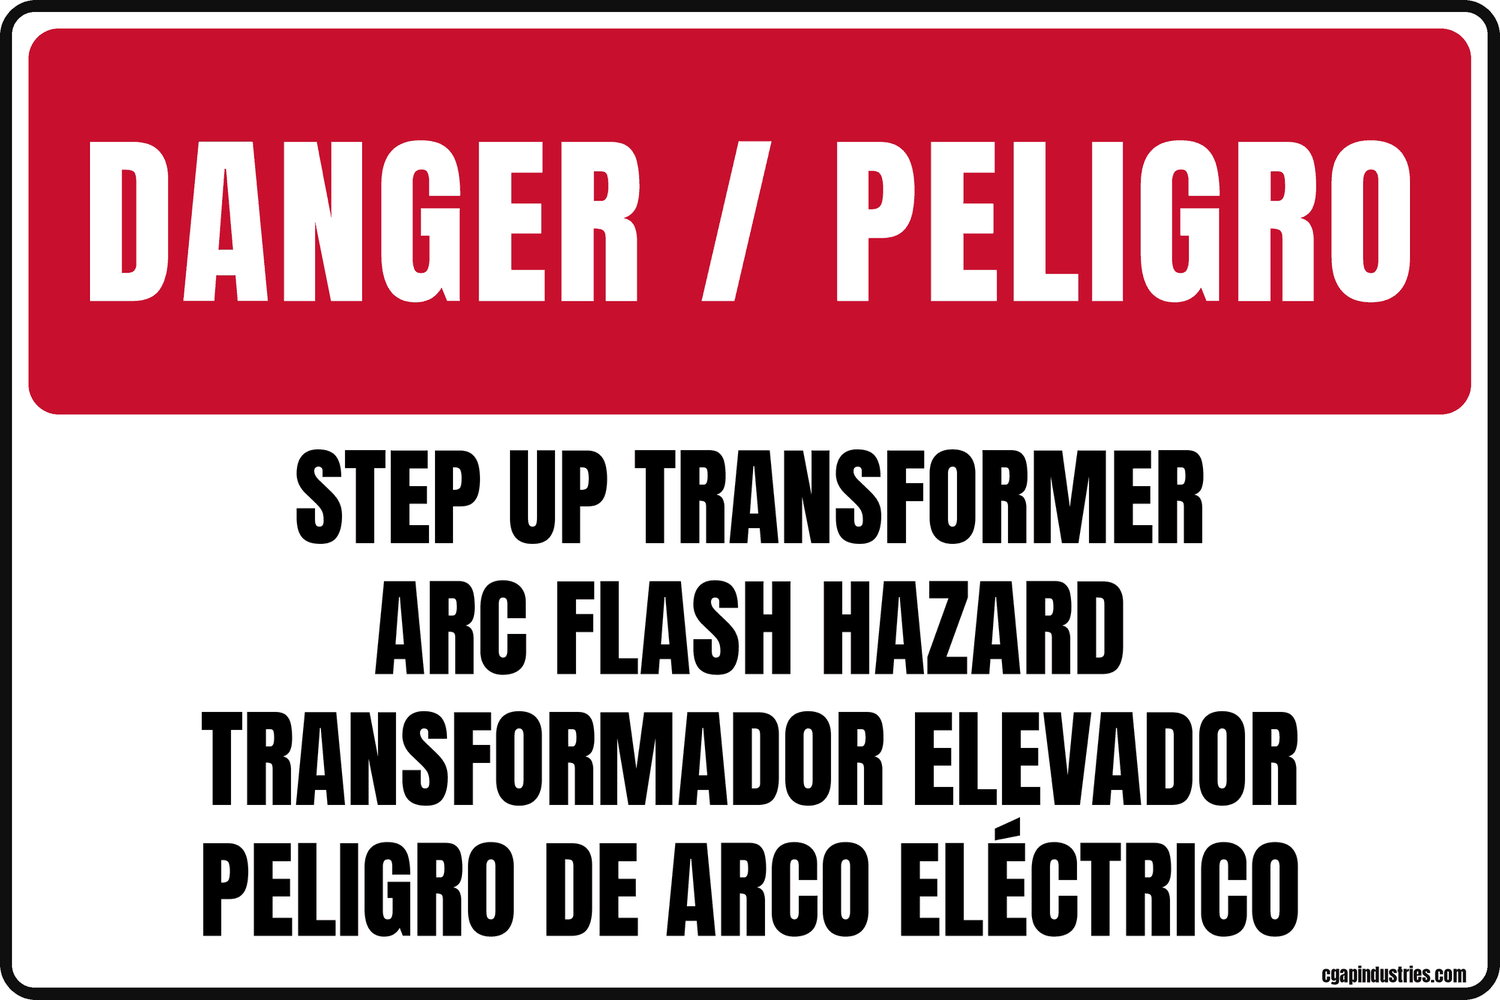 DANGER / PELIGRO
STEP UP TRANSFORMER
ARC FLASH HAZARD
TRANSFORMADOR ELEVADOR
PELIGRO DE ARCO ELÉCTRICO
cgapindustries.com